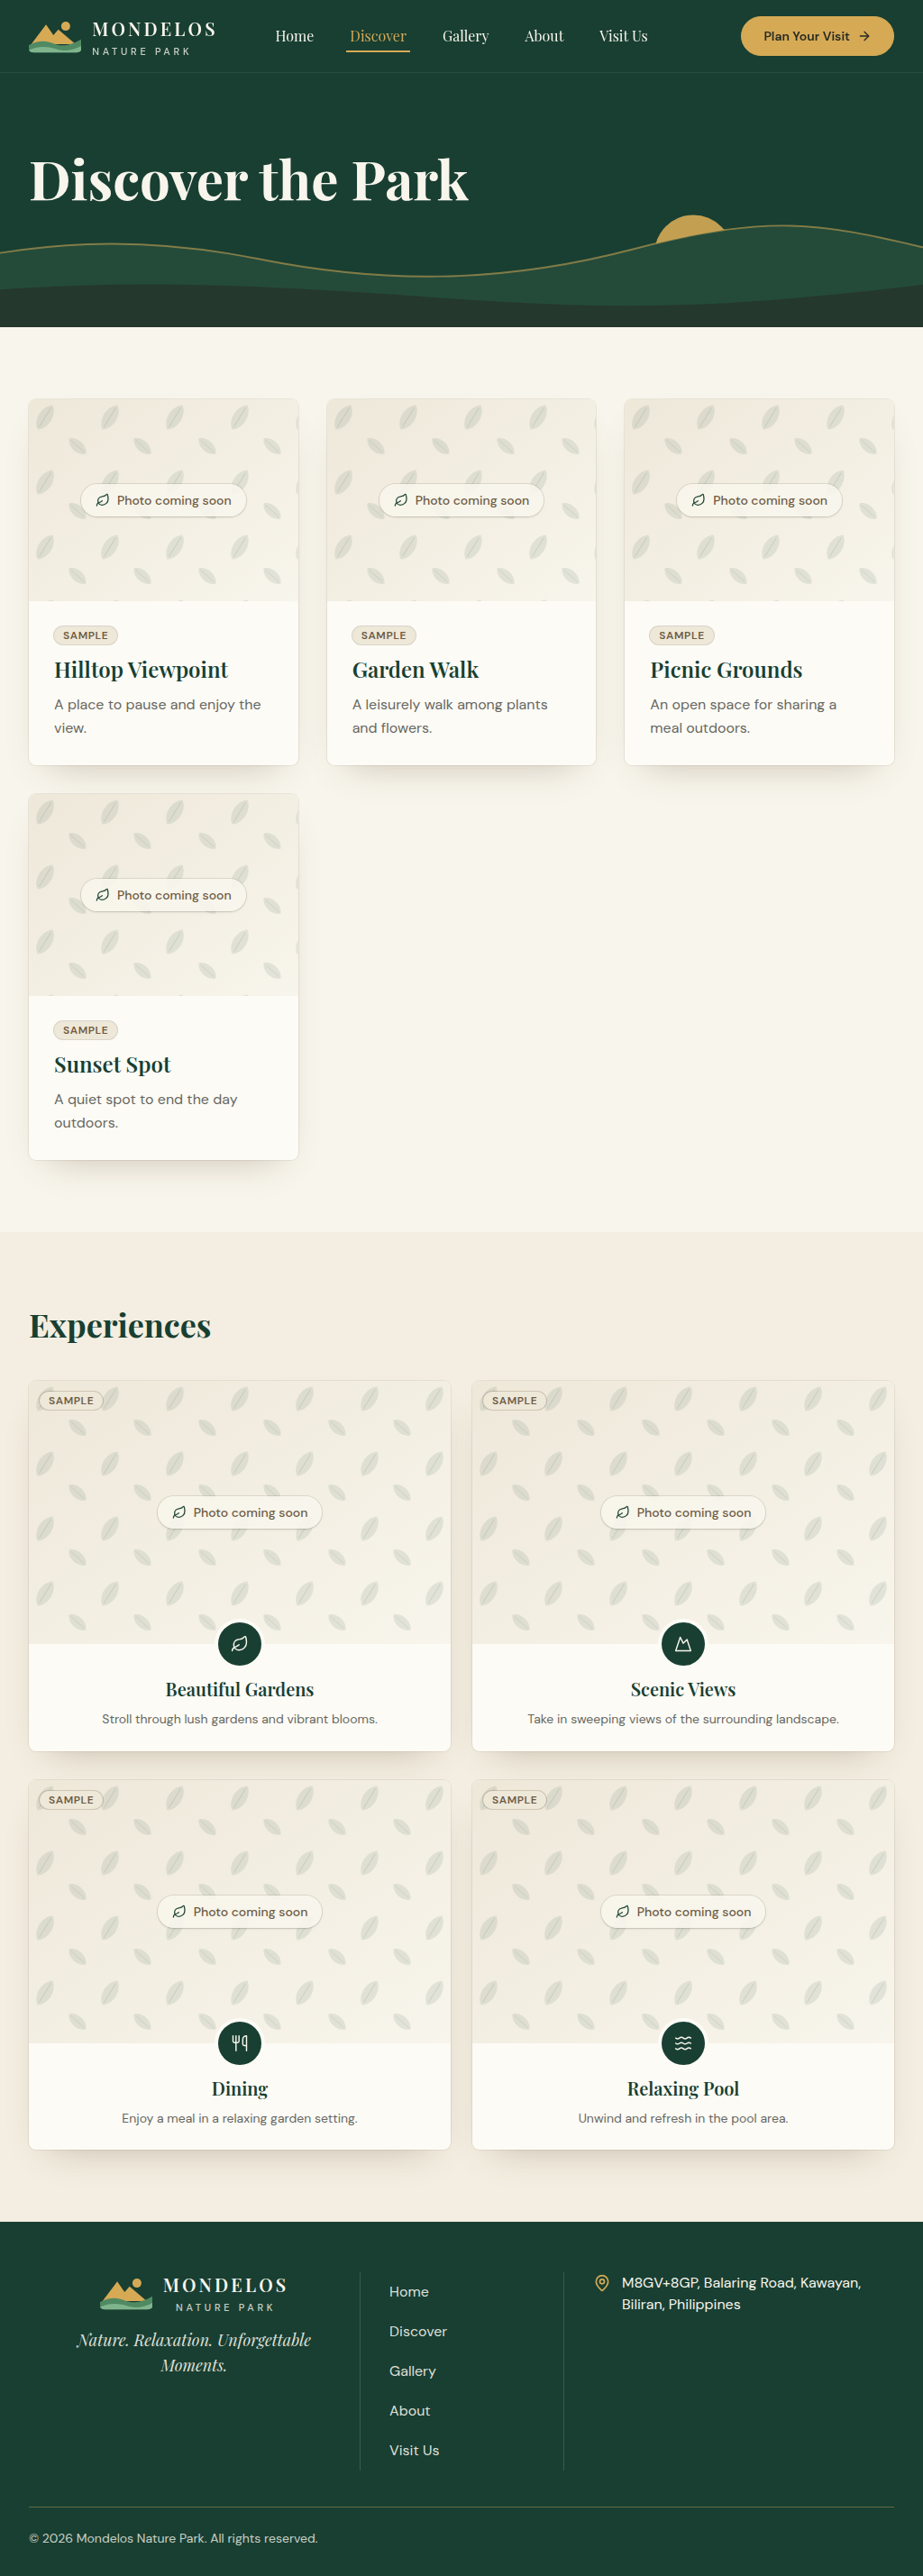 MONDELOS
NATURE PARK
Home
Discover
Gallery
About
Visit Us
Plan Your Visit
Discover the Park
Photo coming soon
Photo coming soon
Photo coming soon
SAMPLE
Hilltop Viewpoint
A place to pause and enjoy the
view.
SAMPLE
Garden Walk
A leisurely walk among plants
and flowers.
SAMPLE
Picnic Grounds
An open space for sharing a
meal outdoors.
Photo coming soon
SAMPLE
Sunset Spot
A quiet spot to end the day
outdoors.
Experiences
SAMPLE
Photo coming soon
Beautiful Gardens
Stroll through lush gardens and vibrant blooms.
SAMPLE
Photo coming soon
Scenic Views
Take in sweeping views of the surrounding landscape.
SAMPLE
Photo coming soon
Dining
Enjoy a meal in a relaxing garden setting.
SAMPLE
Photo coming soon
Relaxing Pool
Unwind and refresh in the pool area.
MONDELOS
NATURE PARK
Nature. Relaxation. Unforgettable
Moments.
Home
Discover
Gallery
About
Visit Us
M8GV+8GP, Balaring Road, Kawayan,
Biliran, Philippines
© 2026 Mondelos Nature Park. All rights reserved.